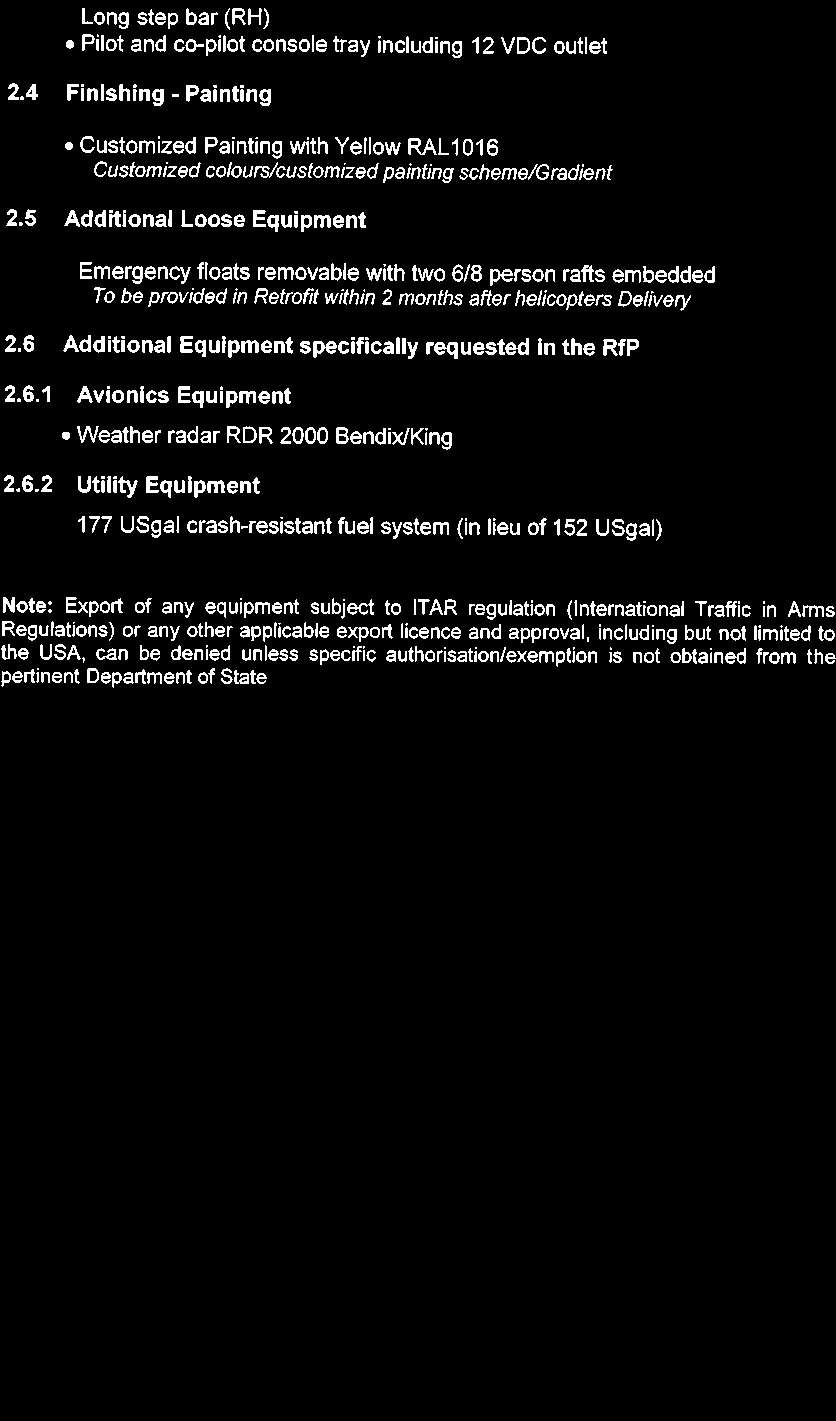 Long step bar (RH)
• Pilot and co-pilot console tray including 12 VDC outlet
2.4 Finishing - Painting
• Customized Painting with Yellow RAL1016
Customized colours/customized painting scheme/Gradient
2.5 Additional Loose Equipment
Emergency floats removable with two 6/8 person rafts embedded
To be provided in Retrofit within 2 months after helicopters Delivery
2.6 Additional Equipment specifically requested in the RfP
2.6.1 Avionics Equipment
• Weather radar RDR 2000 Bendix/King
2.6.2 Utility Equipment
177 USgal crash-resistant fuel system (in lieu of 152 USgal)
Note: Export of any equipment subject to ITAR regulation (International Traffic in Arms
Regulations) or any other applicable export licence and approval, including but not limited to
the USA, can be denied unless specific authorisation/exemption is not obtained from the
pertinent Department of State